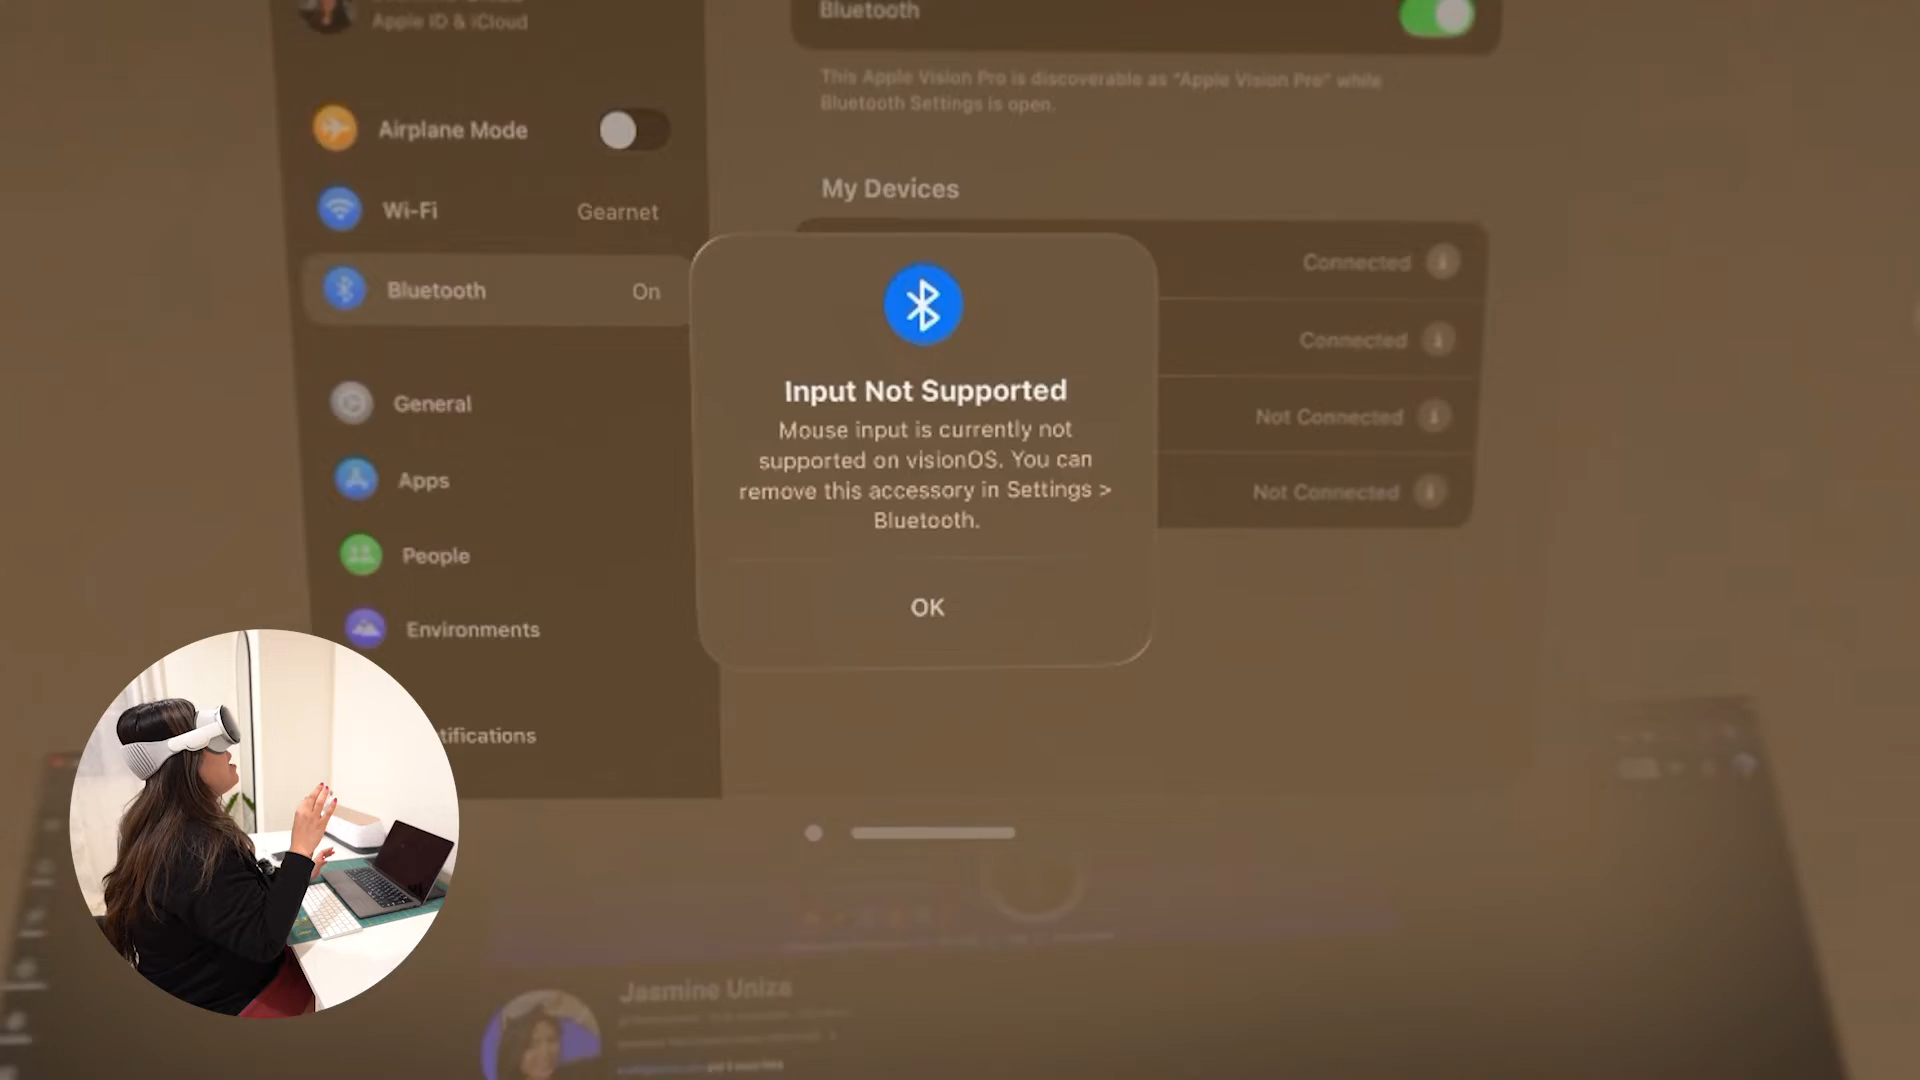 Apple ID & iCloud
Airplane Mode
Wi-Fi
Gearnet
Bluetooth
On
General
Apps
People
Environments
tifications
Bluetooth
This Apple Vision Pro is discoverable as "Apple Vision Pro" while
Bluetooth Settings is open.
My Devices
Connected
Connected
Not Connected
Not Connected
Input Not Supported
Mouse input is currently not
supported on visionOS. You can
remove this accessory in Settings >
Bluetooth.
OK
Jasmine Uniza